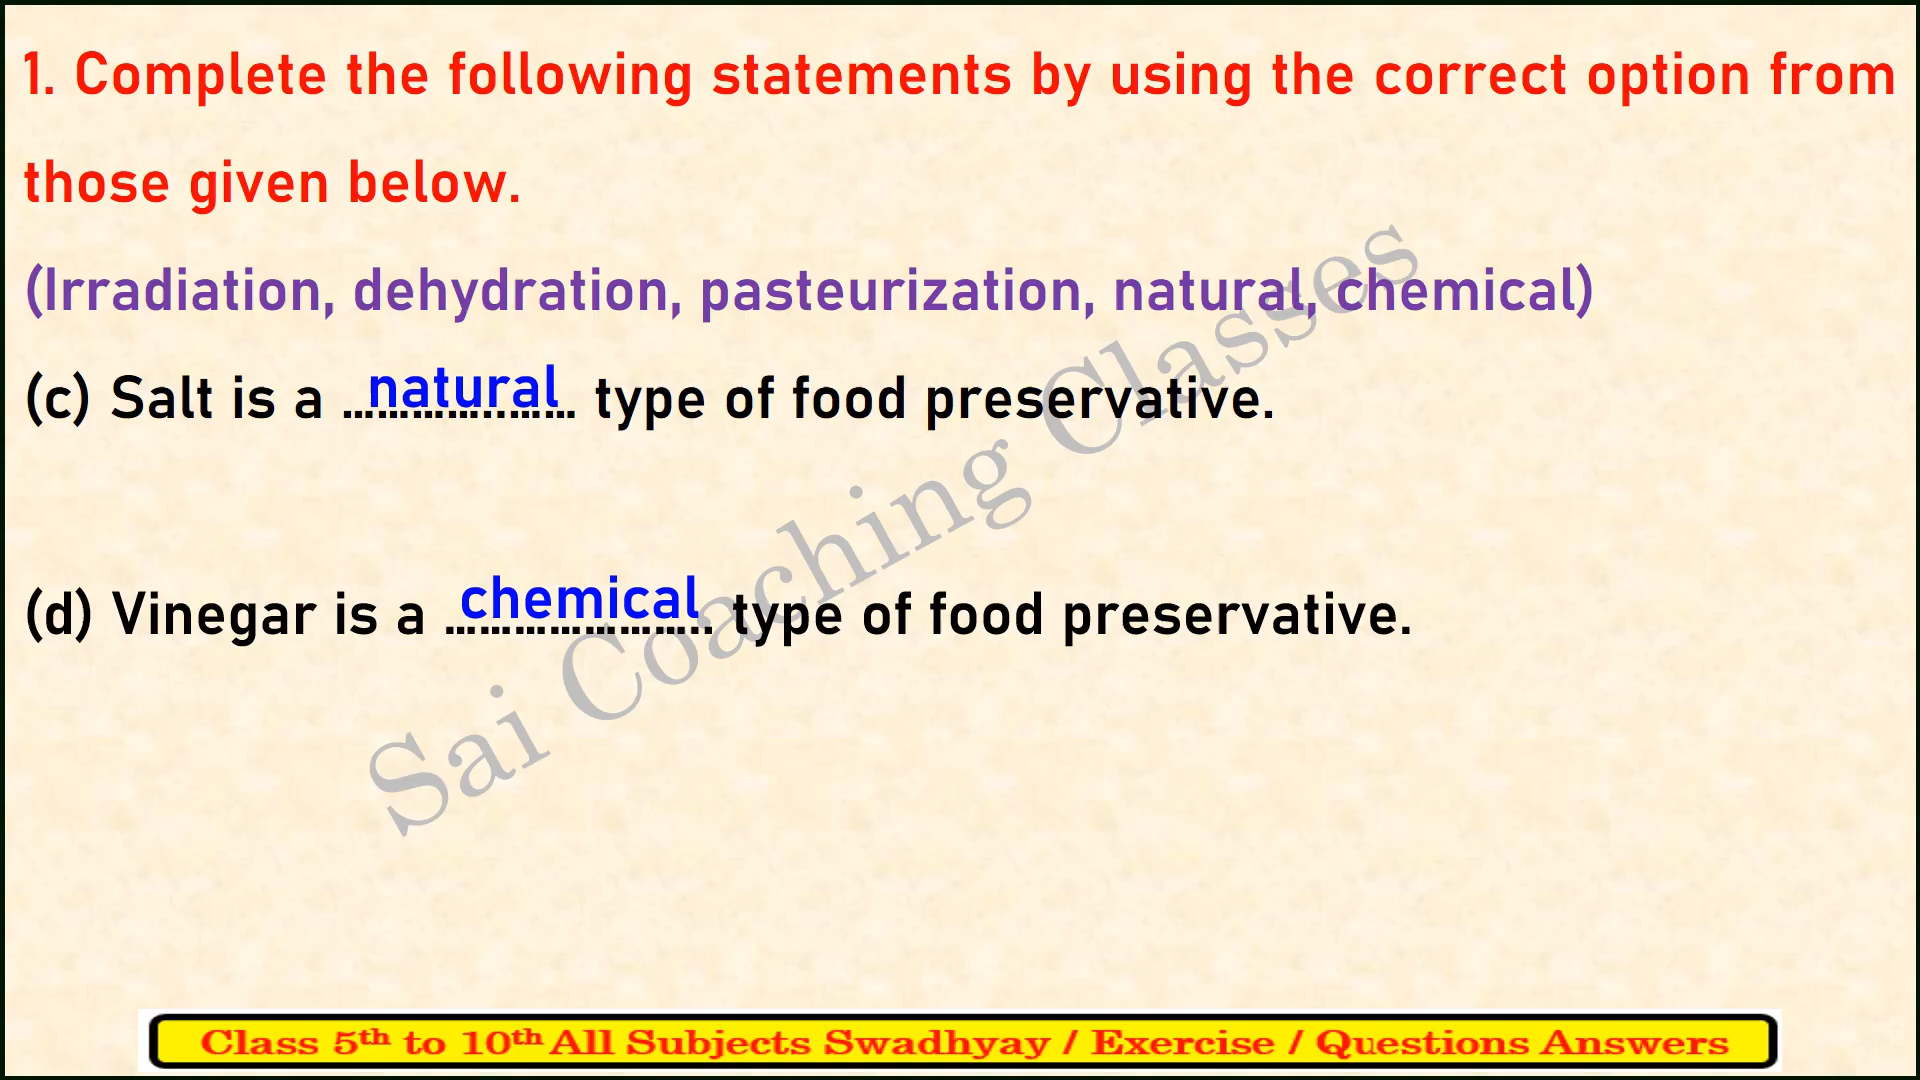 1. Complete the following statements by using the correct option from
those given below.
(Irradiation, dehydration, pasteurization, natural, chemical)
(c) Salt is a ...natural... type of food preservative.
(d) Vinegar is a ...chemical... type of food preservative.
Sai Coaching Classes
Class 5th to 10th All Subjects Swadhyay / Exercise / Questions Answers